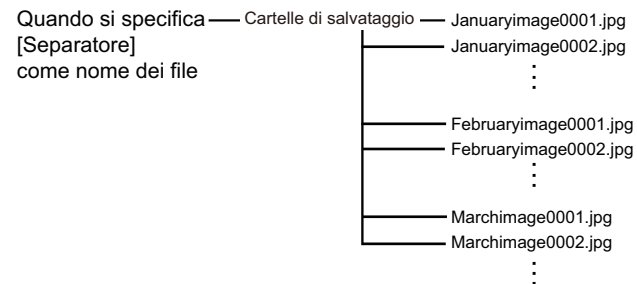 Quando si specifica
[Separatore]
come nome dei file
Cartelle di salvataggio
Januaryimage0001.jpg
Januaryimage0002.jpg
Februaryimage0001.jpg
Februaryimage0002.jpg
Marchimage0001.jpg
Marchimage0002.jpg